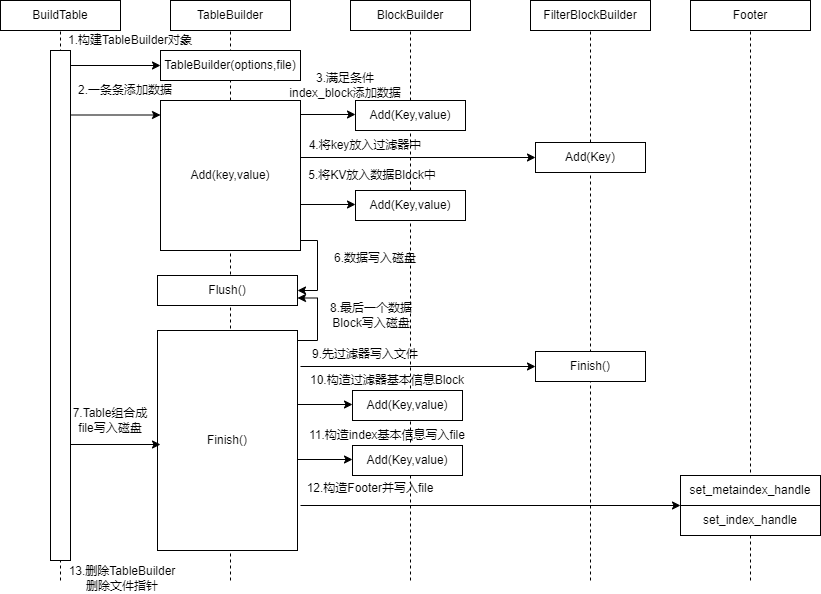 BuildTable
TableBuilder
BlockBuilder
FilterBlockBuilder
Footer
1.构建TableBuilder对象
TableBuilder(options,file)
2.一条条添加数据
3.满足条件
index_block添加数据
Add(Key,value)
Add(key,value)
4.将key放入过滤器中
Add(Key)
5.将KV放入数据Block中
Add(Key,value)
6.数据写入磁盘
Flush()
8.最后一个数据
Block写入磁盘
9.先过滤器写入文件
Finish()
10.构造过滤器基本信息Block
Add(Key,value)
7.Table组合成
file写入磁盘
Finish()
11.构造index基本信息写入file
Add(Key,value)
12.构造Footer并写入file
set_metaindex_handle
set_index_handle
13.删除TableBuilder
删除文件指针